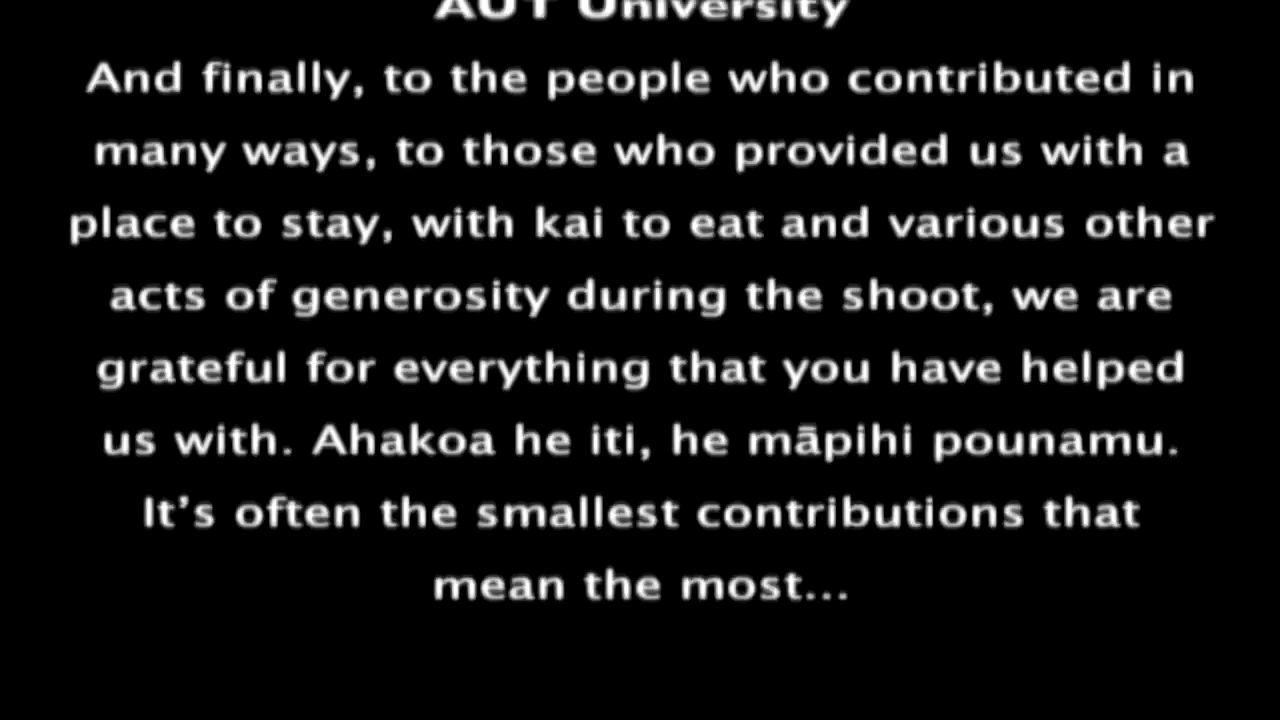 AUT University
And finally, to the people who contributed in
many ways, to those who provided us with a
place to stay, with kai to eat and various other
acts of generosity during the shoot, we are
grateful for everything that you have helped
us with. Ahakoa he iti, he māpihi pounamu.
It’s often the smallest contributions that
mean the most...